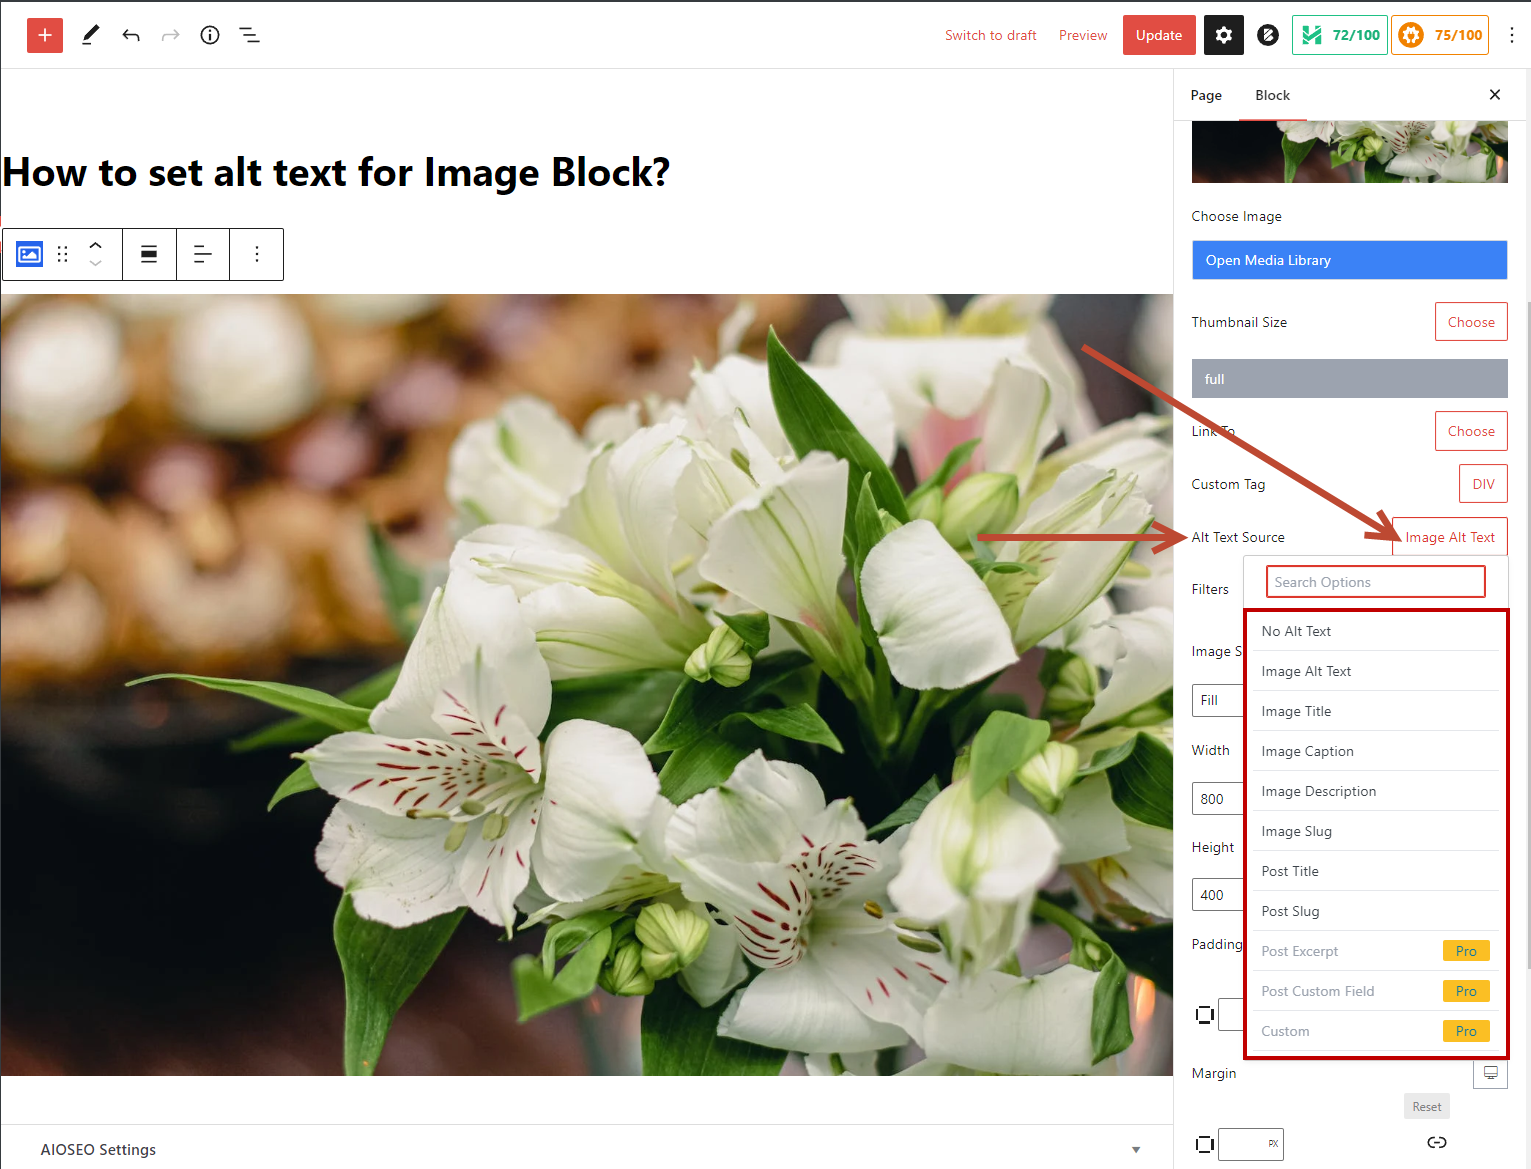 Switch to draft
Preview
Update
72/100
75/100
Page
Block
How to set alt text for Image Block?
Choose Image
Open Media Library
Thumbnail Size
Choose
full
Link To
Choose
Custom Tag
DIV
Alt Text Source
Image Alt Text
Search Options
Filters
No Alt Text
Image S
Image Alt Text
Fill
Image Title
Width
Image Caption
800
Image Description
Image Slug
Height
Post Title
400
Post Slug
Padding
Post Excerpt
Pro
Post Custom Field
Pro
Custom
Pro
Margin
Reset
PX
AIOSEO Settings